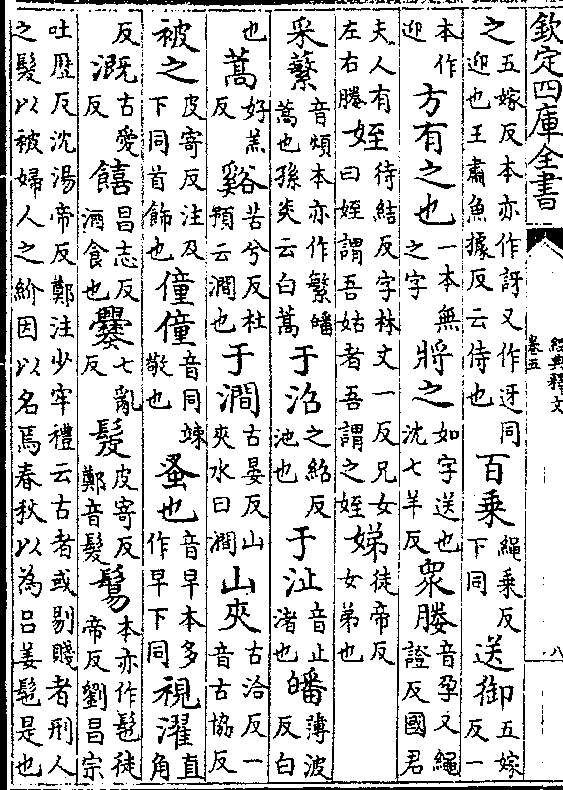 欽定四庫全書
經典釋文
卷五
八
之五嫁反本亦作訝又作迓同迎也王肅魚據反云侍也百乘繩乘反下同送御五嫁反一
本作迎方有之也一本無之字將之如字送也沈七羊反衆媵音孕又繩證反國君
夫人有左右媵姪待結反字林文一反兄女曰姪謂吾姑者吾謂之姪娣徒帝反女弟也
采蘩音煩本亦作繁皤蒿也孫炎云白蒿于沼之紹反池也于沚音止渚也皤薄波反白
也蒿好羔反谿苦兮反杜預云澗也于澗古晏反山夾水曰澗山夾古洽反一音古協反
被之皮寄反注及下同首飾也僮僮音同竦敬也蚤也音早本多作早下同視濯直角
反溉古愛反饎昌志反酒食也爨七亂反髲皮寄反鄭音髮鬄本亦作髢徒帝反劉昌宗
吐歷反沈湯帝反鄭注少牢禮云古者或剔賤者刑人之髮以被婦人之紒因以名焉春秋以為呂姜髢是也